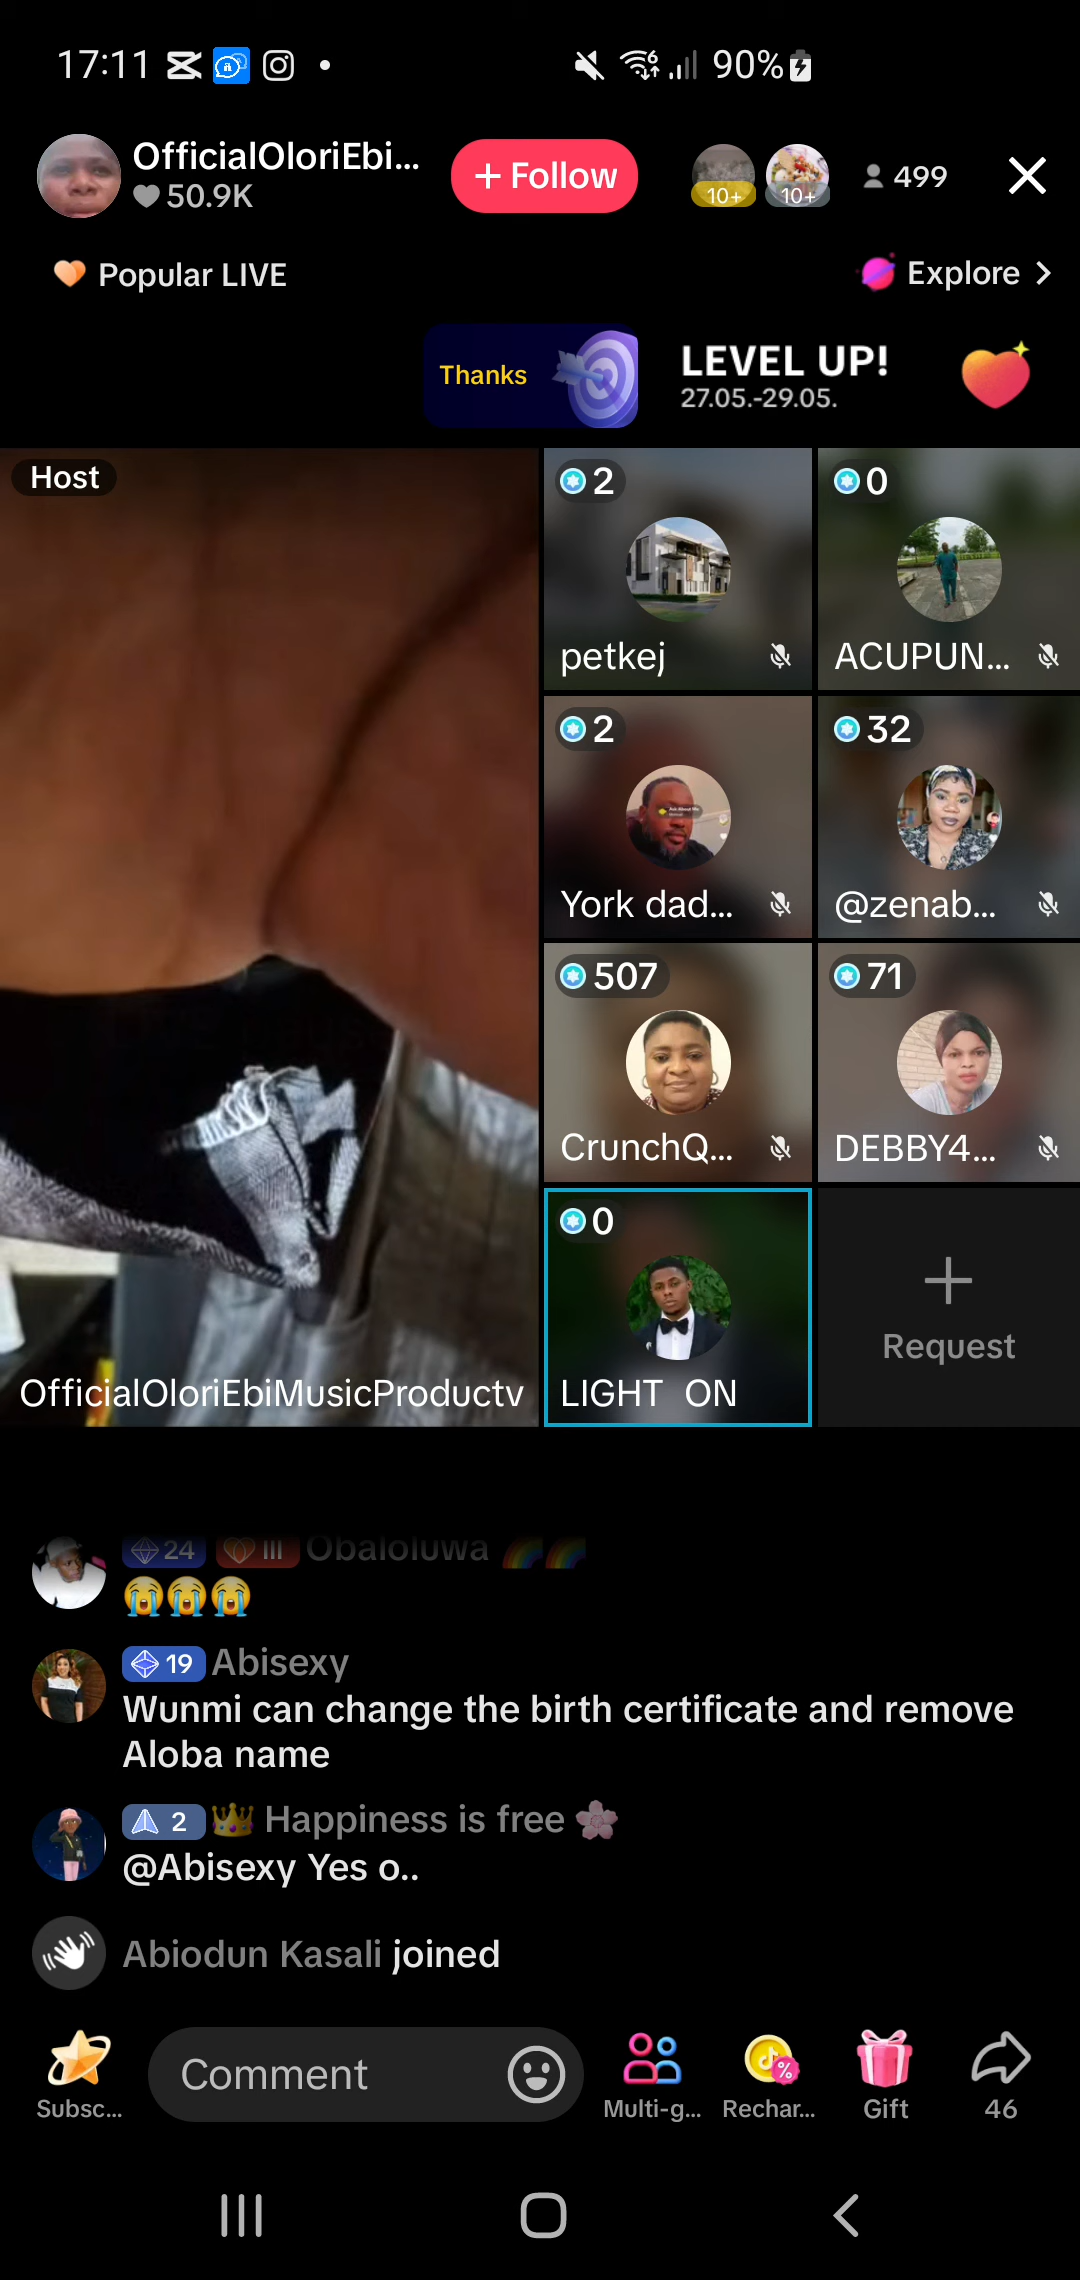 17:11
90%
OfficialOloriEbi...
50.9K
+ Follow
10+
10+
499
Popular LIVE
Explore
Thanks
LEVEL UP!
27.05.-29.05.
Host
2
0
petkej
ACUPUN...
2
32
York dad...
@zenab...
507
71
CrunchQ...
DEBBY4...
0
Request
OfficialOloriEbiMusicProductv
LIGHT ON
24 III Obaloluwa 🌈🌈
😭😭😭
19 Abisexy
Wunmi can change the birth certificate and remove
Aloba name
2 👑 Happiness is free 🌸
@Abisexy Yes o..
Abiodun Kasali joined
Comment
Subsc...
Multi-g...
Rechar...
Gift
46